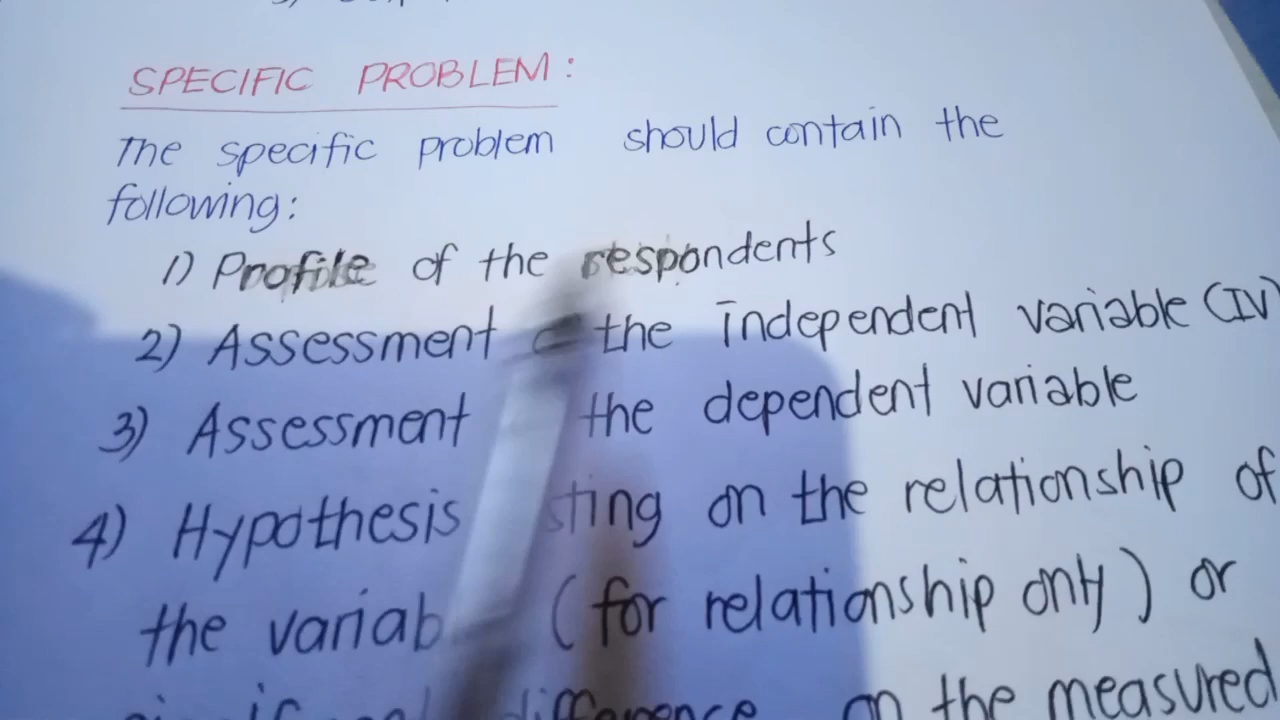 SPECIFIC PROBLEM:
The specific problem should contain the
following:
1) Profile of the respondents
2) Assessment the independent variable (IV)
3) Assessment the dependent variable
4) Hypothesis on the relationship of
the (for relationship only) or
difference on the measured